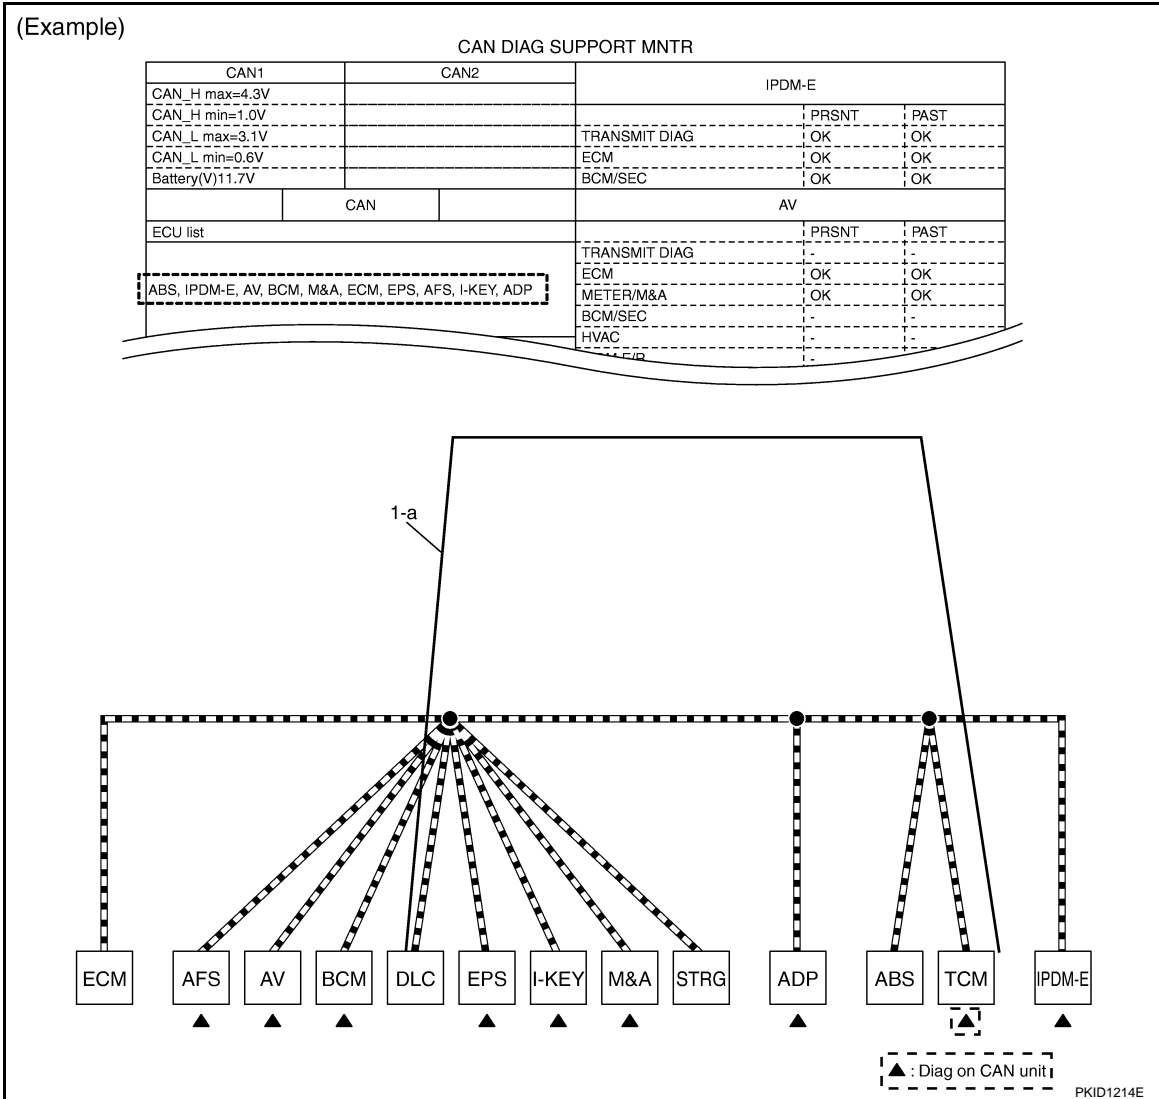 (Example)
CAN DIAG SUPPORT MNTR
CAN1 CAN2 IPDM-E
CAN_H max=4.3V
CAN_H min=1.0V PRSNT PAST
CAN_L max=3.1V TRANSMIT DIAG OK OK
CAN_L min=0.6V ECM OK OK
Battery(V)11.7V BCM/SEC OK OK
CAN AV
ECU list PRSNT PAST
TRANSMIT DIAG - -
ECM OK OK
ABS, IPDM-E, AV, BCM, M&A, ECM, EPS, AFS, I-KEY, ADP
METER/M&A OK OK
BCM/SEC - -
HVAC - -
-
1-a
ECM AFS AV BCM DLC EPS I-KEY M&A STRG ADP ABS TCM IPDM-E
▲ : Diag on CAN unit
PKID1214E